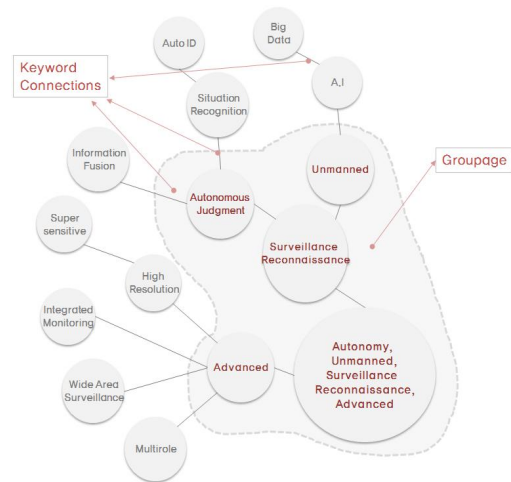 Big
Data
Auto ID
Keyword
Connections
A,I
Situation
Recognition
Information
Fusion
Unmanned
Groupage
Autonomous
Judgment
Super
sensitive
Surveillance
Reconnaissance
High
Resolution
Integrated
Monitoring
Autonomy,
Unmanned,
Surveillance
Reconnaissance,
Advanced
Advanced
Wide Area
Surveillance
Multirole